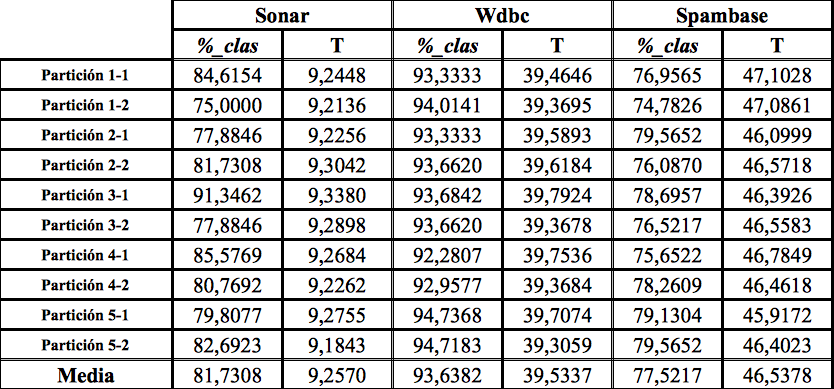 Sonar Wdbc Spambase
%_clas T %_clas T %_clas T
Partición 1-1 84,6154 9,2448 93,3333 39,4646 76,9565 47,1028
Partición 1-2 75,0000 9,2136 94,0141 39,3695 74,7826 47,0861
Partición 2-1 77,8846 9,2256 93,3333 39,5893 79,5652 46,0999
Partición 2-2 81,7308 9,3042 93,6620 39,6184 76,0870 46,5718
Partición 3-1 91,3462 9,3380 93,6842 39,7924 78,6957 46,3926
Partición 3-2 77,8846 9,2898 93,6620 39,3678 76,5217 46,5583
Partición 4-1 85,5769 9,2684 92,2807 39,7536 75,6522 46,7849
Partición 4-2 80,7692 9,2262 92,9577 39,3684 78,2609 46,4618
Partición 5-1 79,8077 9,2755 94,7368 39,7074 79,1304 45,9172
Partición 5-2 82,6923 9,1843 94,7183 39,3059 79,5652 46,4023
Media 81,7308 9,2570 93,6382 39,5337 77,5217 46,5378